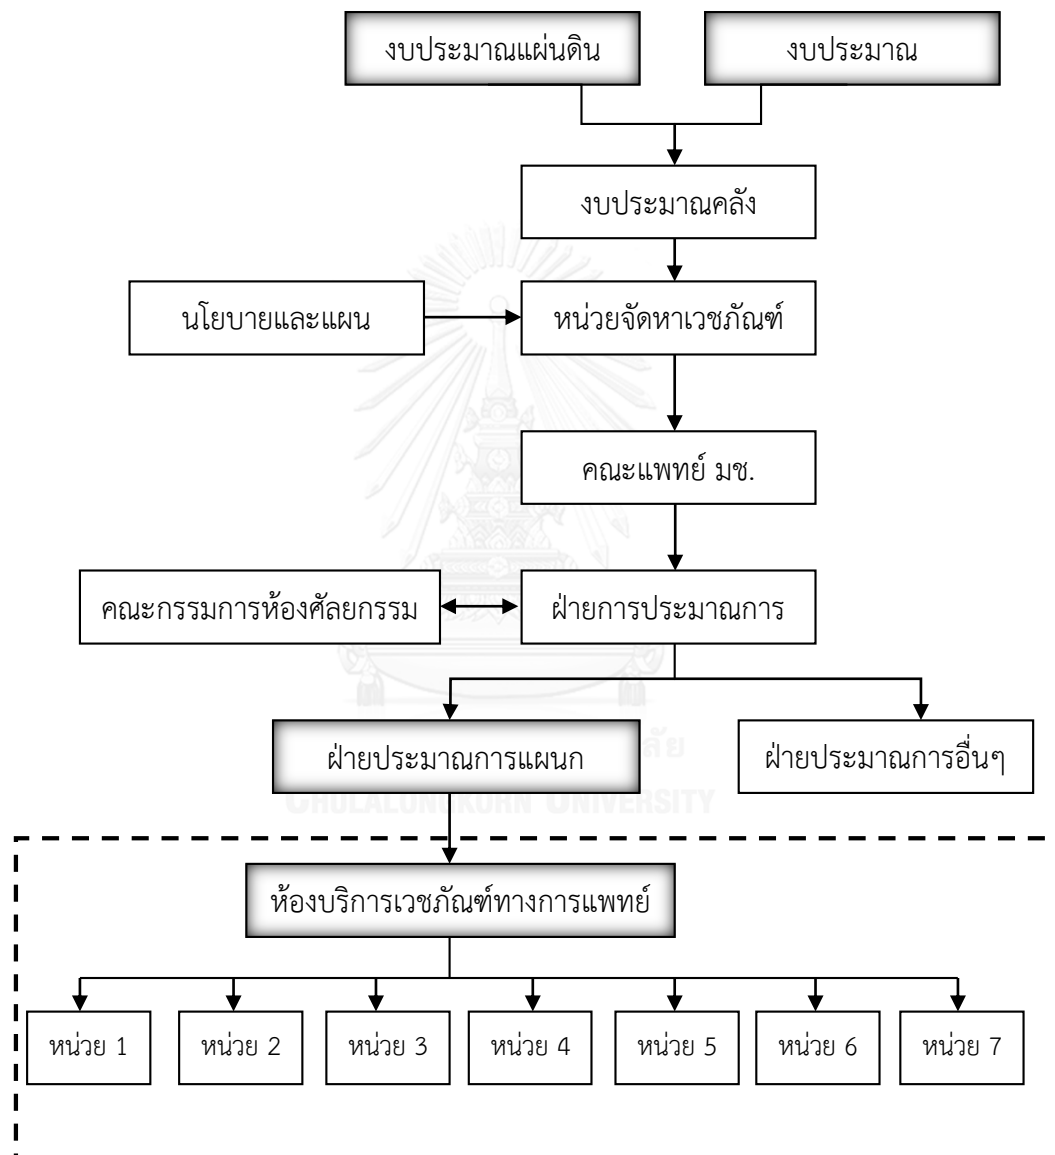 งบประมาณแผ่นดิน
งบประมาณ
งบประมาณคลัง
นโยบายและแผน
หน่วยจัดหาเวชภัณฑ์
คณะแพทย์ มช.
คณะกรรมการห้องศัลยกรรม
ฝ่ายการประมาณการ
ฝ่ายประมาณการแผนก
ลัย
ฝ่ายประมาณการอื่นๆ
CHULALONGKORN UNIVERSITY
ห้องบริการเวชภัณฑ์ทางการแพทย์
หน่วย 1
หน่วย 2
หน่วย 3
หน่วย 4
หน่วย 5
หน่วย 6
หน่วย 7